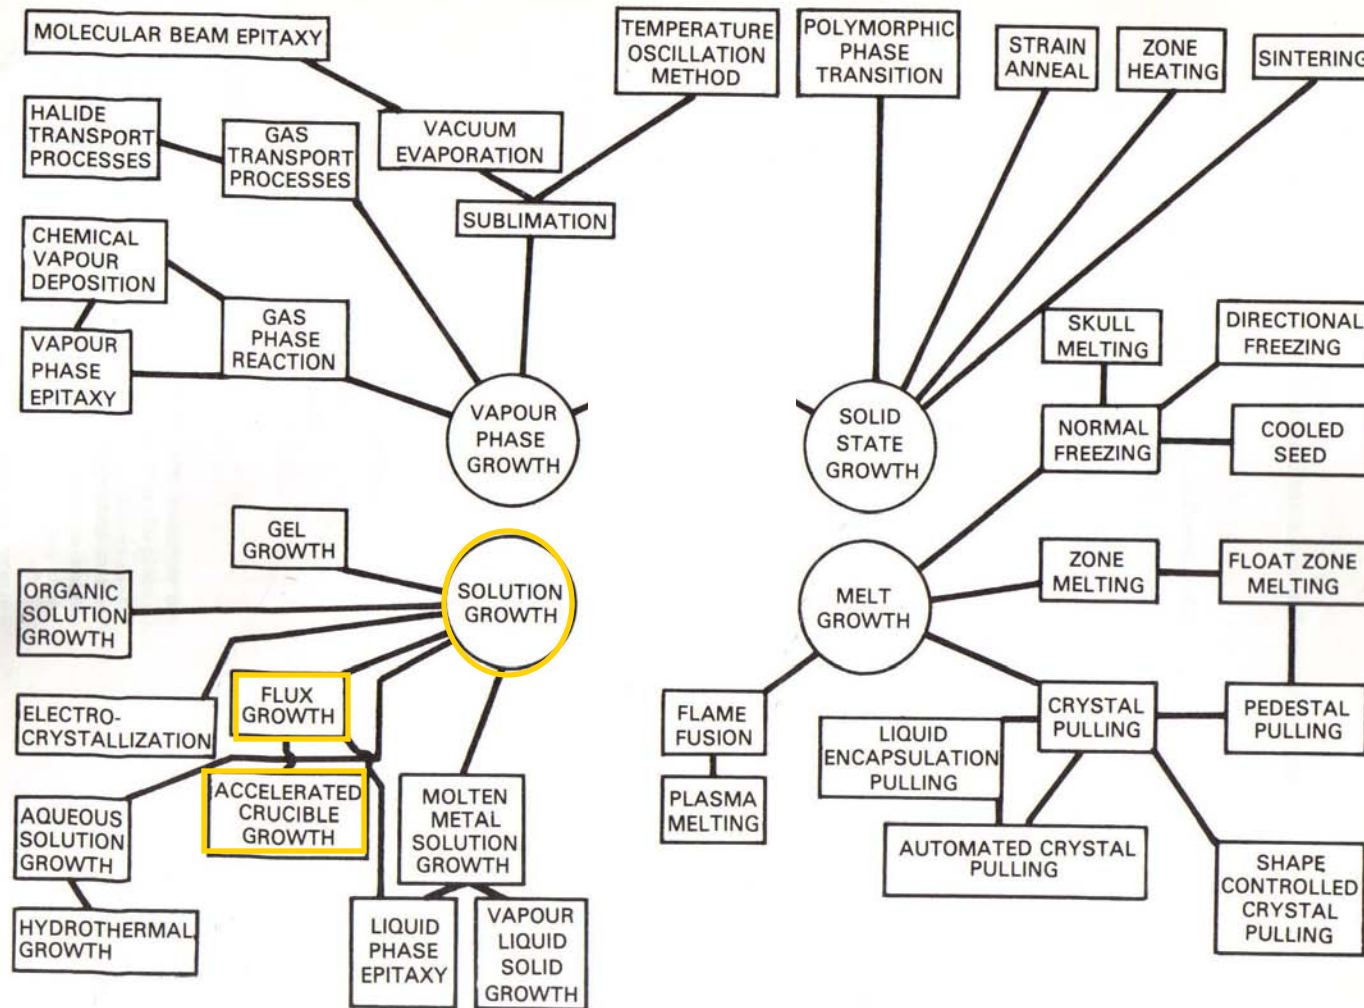 MOLECULAR BEAM EPITAXY
HALIDE
TRANSPORT
PROCESSES
GAS
TRANSPORT
PROCESSES
VACUUM
EVAPORATION
TEMPERATURE
OSCILLATION
METHOD
SUBLIMATION
CHEMICAL
VAPOUR
DEPOSITION
VAPOUR
PHASE
EPITAXY
GAS
PHASE
REACTION
VAPOUR
PHASE
GROWTH
POLYMORPHIC
PHASE
TRANSITION
STRAIN
ANNEAL
ZONE
HEATING
SINTERING
SOLID
STATE
GROWTH
SKULL
MELTING
DIRECTIONAL
FREEZING
NORMAL
FREEZING
COOLED
SEED
GEL
GROWTH
ORGANIC
SOLUTION
GROWTH
SOLUTION
GROWTH
ELECTRO-
CRYSTALLIZATION
FLUX
GROWTH
ACCELERATED
CRUCIBLE
GROWTH
AQUEOUS
SOLUTION
GROWTH
HYDROTHERMAL
GROWTH
MOLTEN
METAL
SOLUTION
GROWTH
LIQUID
PHASE
EPITAXY
VAPOUR
LIQUID
SOLID
GROWTH
MELT
GROWTH
ZONE
MELTING
FLOAT ZONE
MELTING
FLAME
FUSION
PLASMA
MELTING
CRYSTAL
PULLING
PEDESTAL
PULLING
LIQUID
ENCAPSULATION
PULLING
AUTOMATED CRYSTAL
PULLING
SHAPE
CONTROLLED
CRYSTAL
PULLING